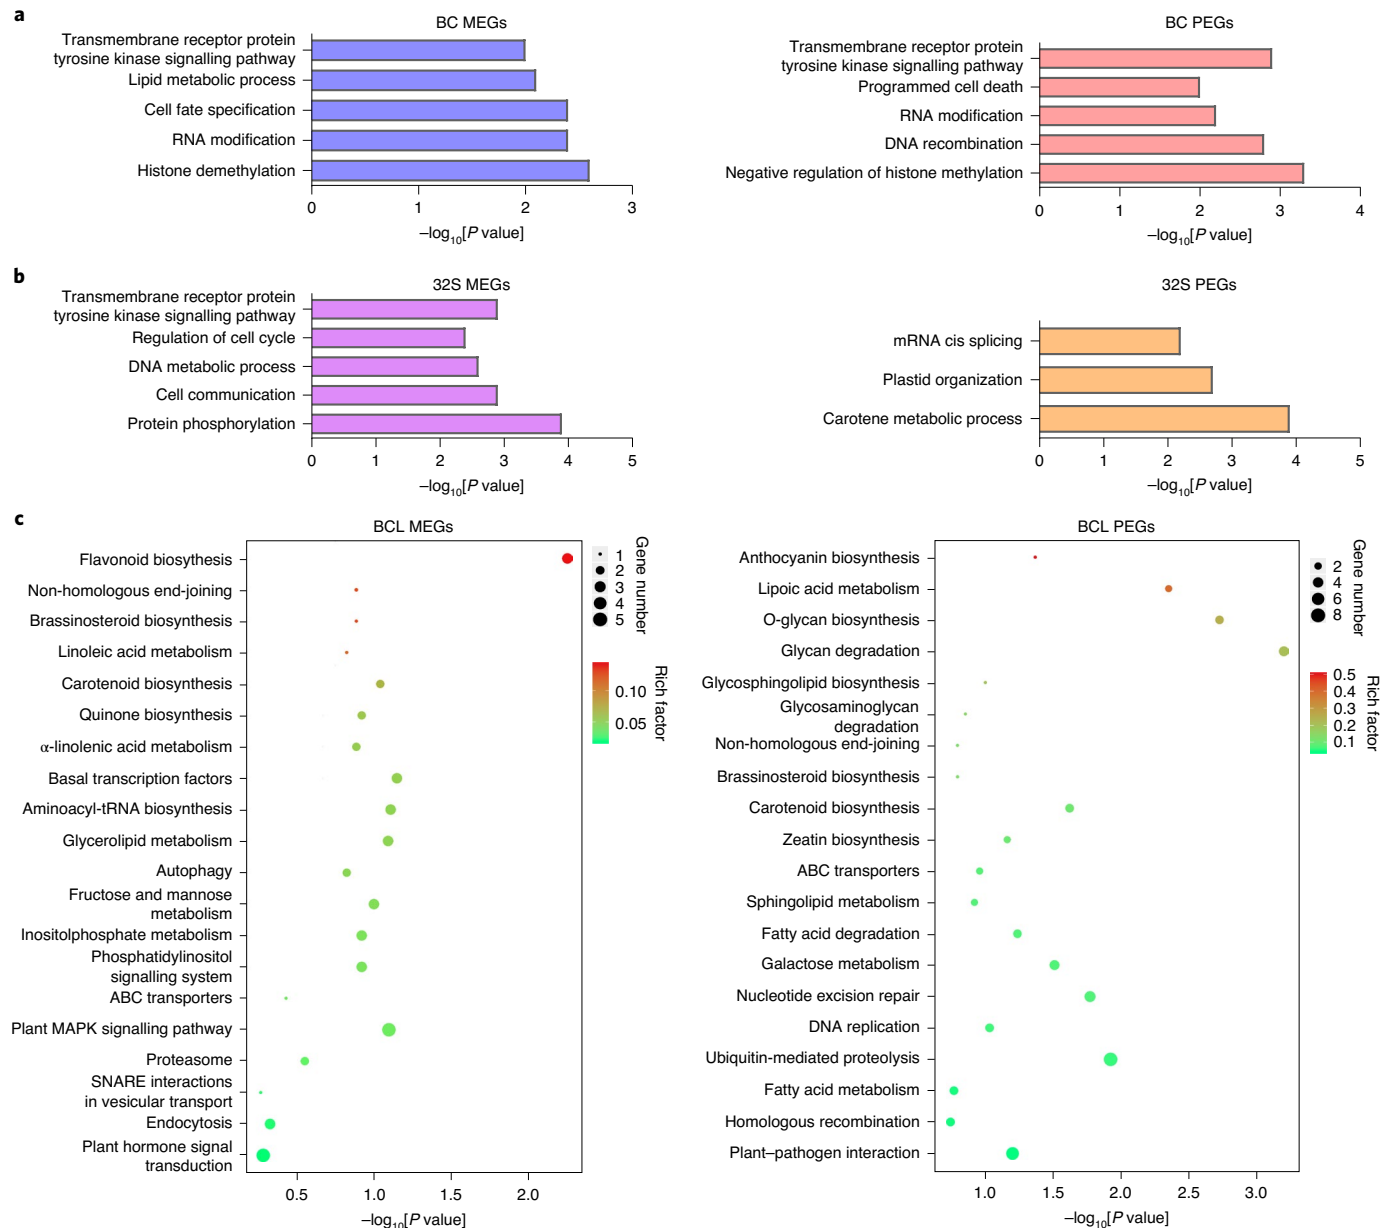 a
BC MEGs
Transmembrane receptor protein
tyrosine kinase signalling pathway
Lipid metabolic process
Cell fate specification
RNA modification
Histone demethylation
0 1 2 3
–log10[P value]
BC PEGs
Transmembrane receptor protein
tyrosine kinase signalling pathway
Programmed cell death
RNA modification
DNA recombination
Negative regulation of histone methylation
0 1 2 3 4
–log10[P value]
b
32S MEGs
Transmembrane receptor protein
tyrosine kinase signalling pathway
Regulation of cell cycle
DNA metabolic process
Cell communication
Protein phosphorylation
0 1 2 3 4 5
–log10[P value]
32S PEGs
mRNA cis splicing
Plastid organization
Carotene metabolic process
0 1 2 3 4 5
–log10[P value]
c
BCL MEGs
Flavonoid biosythesis
Non-homologous end-joining
Brassinosteroid biosynthesis
Linoleic acid metabolism
Carotenoid biosynthesis
Quinone biosynthesis
α-linolenic acid metabolism
Basal transcription factors
Aminoacyl-tRNA biosynthesis
Glycerolipid metabolism
Autophagy
Fructose and mannose
metabolism
Inositolphosphate metabolism
Phosphatidylinositol
signalling system
ABC transporters
Plant MAPK signalling pathway
Proteasome
SNARE interactions
in vesicular transport
Endocytosis
Plant hormone signal
transduction
0.5 1.0 1.5 2.0
–log10[P value]
1
2
3
4
5
Gene number
0.10
0.05
Rich factor
BCL PEGs
Anthocyanin biosynthesis
Lipoic acid metabolism
O-glycan biosynthesis
Glycan degradation
Glycosphingolipid biosynthesis
Glycosaminoglycan
degradation
Non-homologous end-joining
Brassinosteroid biosynthesis
Carotenoid biosynthesis
Zeatin biosynthesis
ABC transporters
Sphingolipid metabolism
Fatty acid degradation
Galactose metabolism
Nucleotide excision repair
DNA replication
Ubiquitin-mediated proteolysis
Fatty acid metabolism
Homologous recombination
Plant–pathogen interaction
1.0 1.5 2.0 2.5 3.0
–log10[P value]
2
4
6
8
Gene number
0.5
0.4
0.3
0.2
0.1
Rich factor